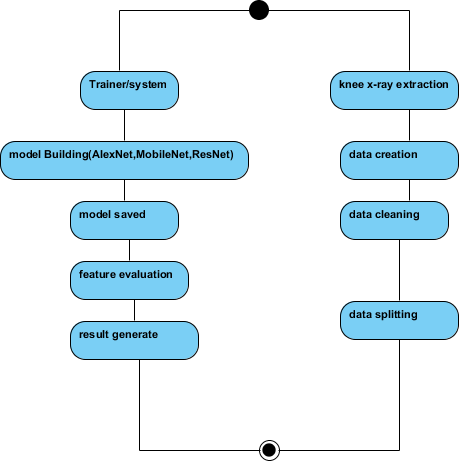 Trainer/system
knee x-ray extraction
model Building(AlexNet,MobileNet,ResNet)
data creation
model saved
data cleaning
feature evaluation
data splitting
result generate